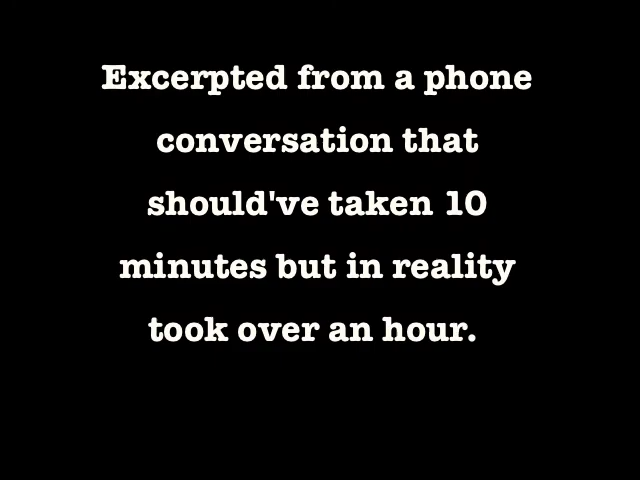 Excerpted from a phone
conversation that
should've taken 10
minutes but in reality
took over an hour.